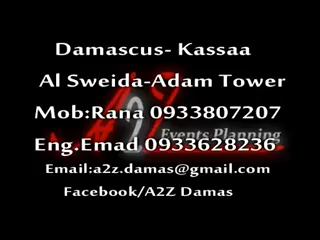 Damascus- Kassaa
Al Sweida-Adam Tower
Mob:Rana 0933807207
Events Planning
Eng.Emad 0933628236
Email:a2z.damas@gmail.com
Facebook/A2Z Damas